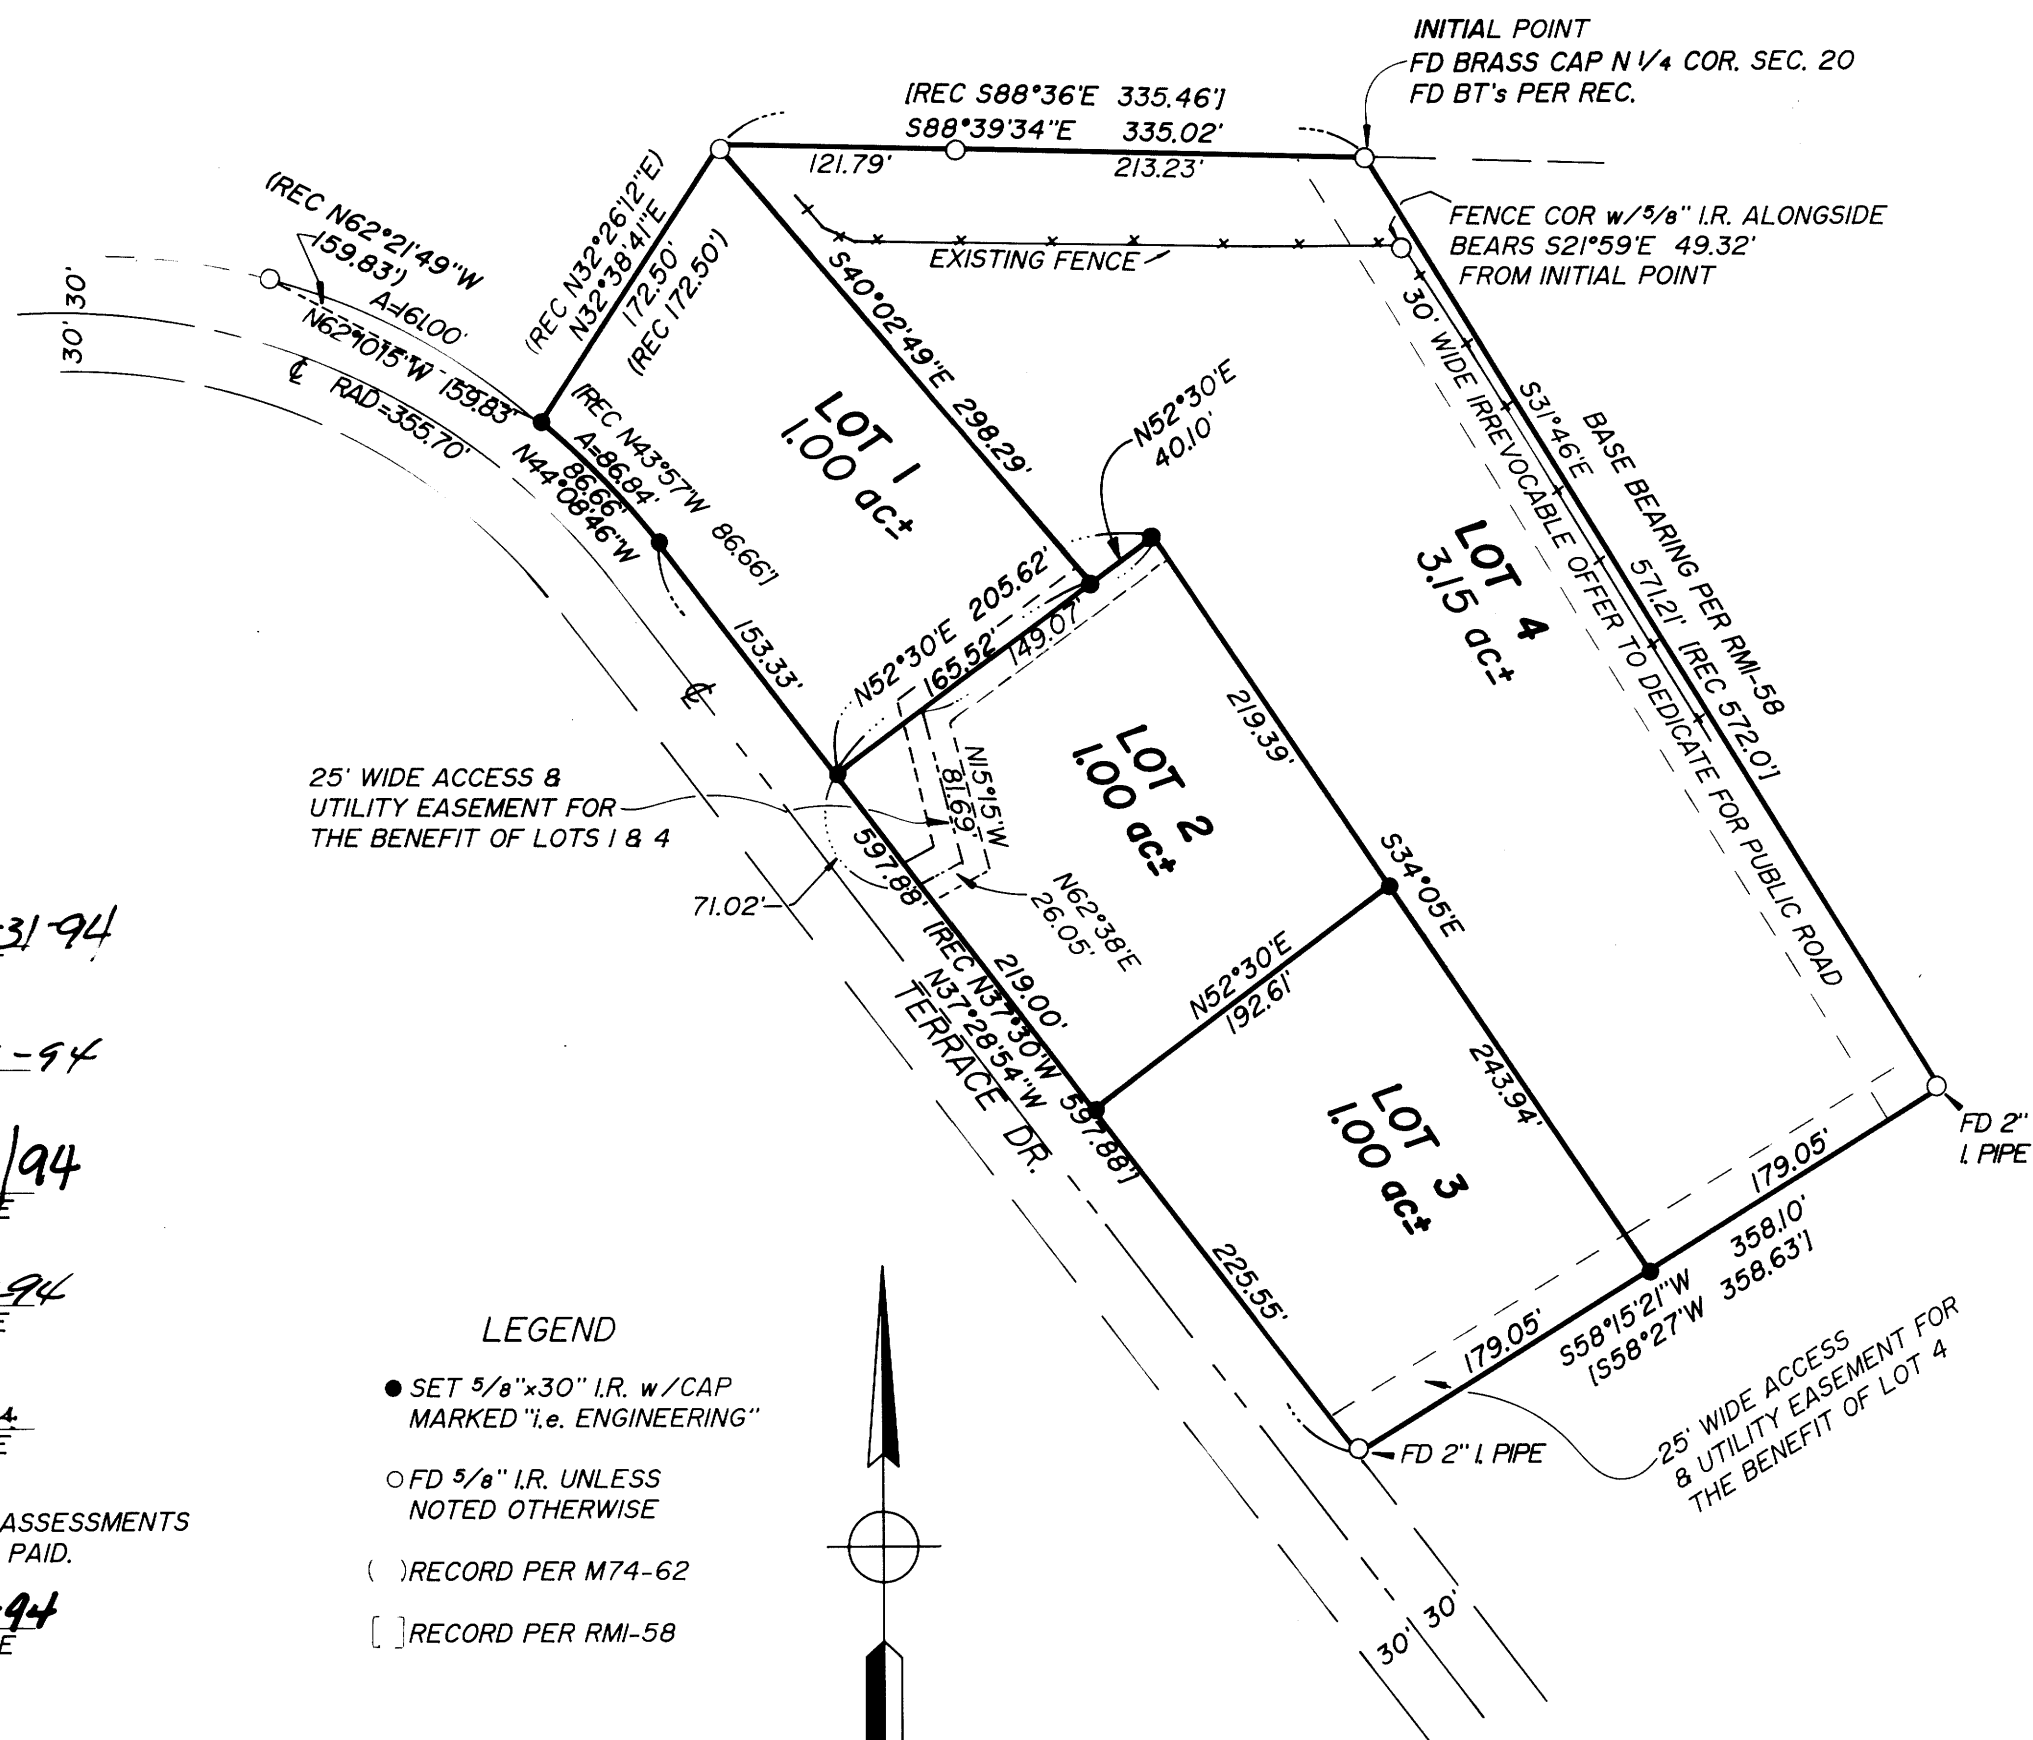 INITIAL POINT
FD BRASS CAP N 1/4 COR. SEC. 20
FD BT's PER REC.
[REC S88°36'E 335.46']
S88°39'34"E 335.02'
121.79'
213.23'
FENCE COR w/5/8" I.R. ALONGSIDE
BEARS S21°59'E 49.32'
FROM INITIAL POINT
EXISTING FENCE
(REC N62°21'49"W
159.83')
A=161.00'
N62°10'15"W 159.83'
30' 30'
℄
RAD=355.70'
(REC N32°26'12"E)
N32°38'41"E
172.50'
(REC 172.50')
S40°02'49"E 298.29'
LOT 1
1.00 ac±
[REC N43°57'W 86.66']
A=86.84'
86.66'
N44°08'46"W
N52°30'E
40.10'
30' WIDE IRREVOCABLE OFFER TO DEDICATE FOR PUBLIC ROAD
S31°46'E
BASE BEARING PER RM1-58
571.21' [REC 572.0']
LOT 4
3.15 ac±
153.33'
℄
N52°30'E 205.62'
165.52'
149.07'
219.39'
LOT 2
1.00 ac±
N15°15'W
81.69'
25' WIDE ACCESS &
UTILITY EASEMENT FOR
THE BENEFIT OF LOTS 1 & 4
71.02'
N62°38'E
26.05'
597.88' [REC N37°30'W 597.88']
219.00'
N37°28'54"W
TERRACE DR.
S34°05'E
N52°30'E
192.61'
243.94'
LOT 3
1.00 ac±
225.55'
FD 2"
I. PIPE
179.05'
358.10'
358.63']
179.05'
S58°15'21"W
[S58°27'W
FD 2" I. PIPE
25' WIDE ACCESS
& UTILITY EASEMENT FOR
THE BENEFIT OF LOT 4
30' 30'
31-94
-94
/94
E
-94
E
4
E
ASSESSMENTS
PAID.
-94
E
LEGEND
● SET 5/8"x30" I.R. w/CAP
MARKED "i.e. ENGINEERING"
○ FD 5/8" I.R. UNLESS
NOTED OTHERWISE
( ) RECORD PER M74-62
[ ] RECORD PER RM1-58